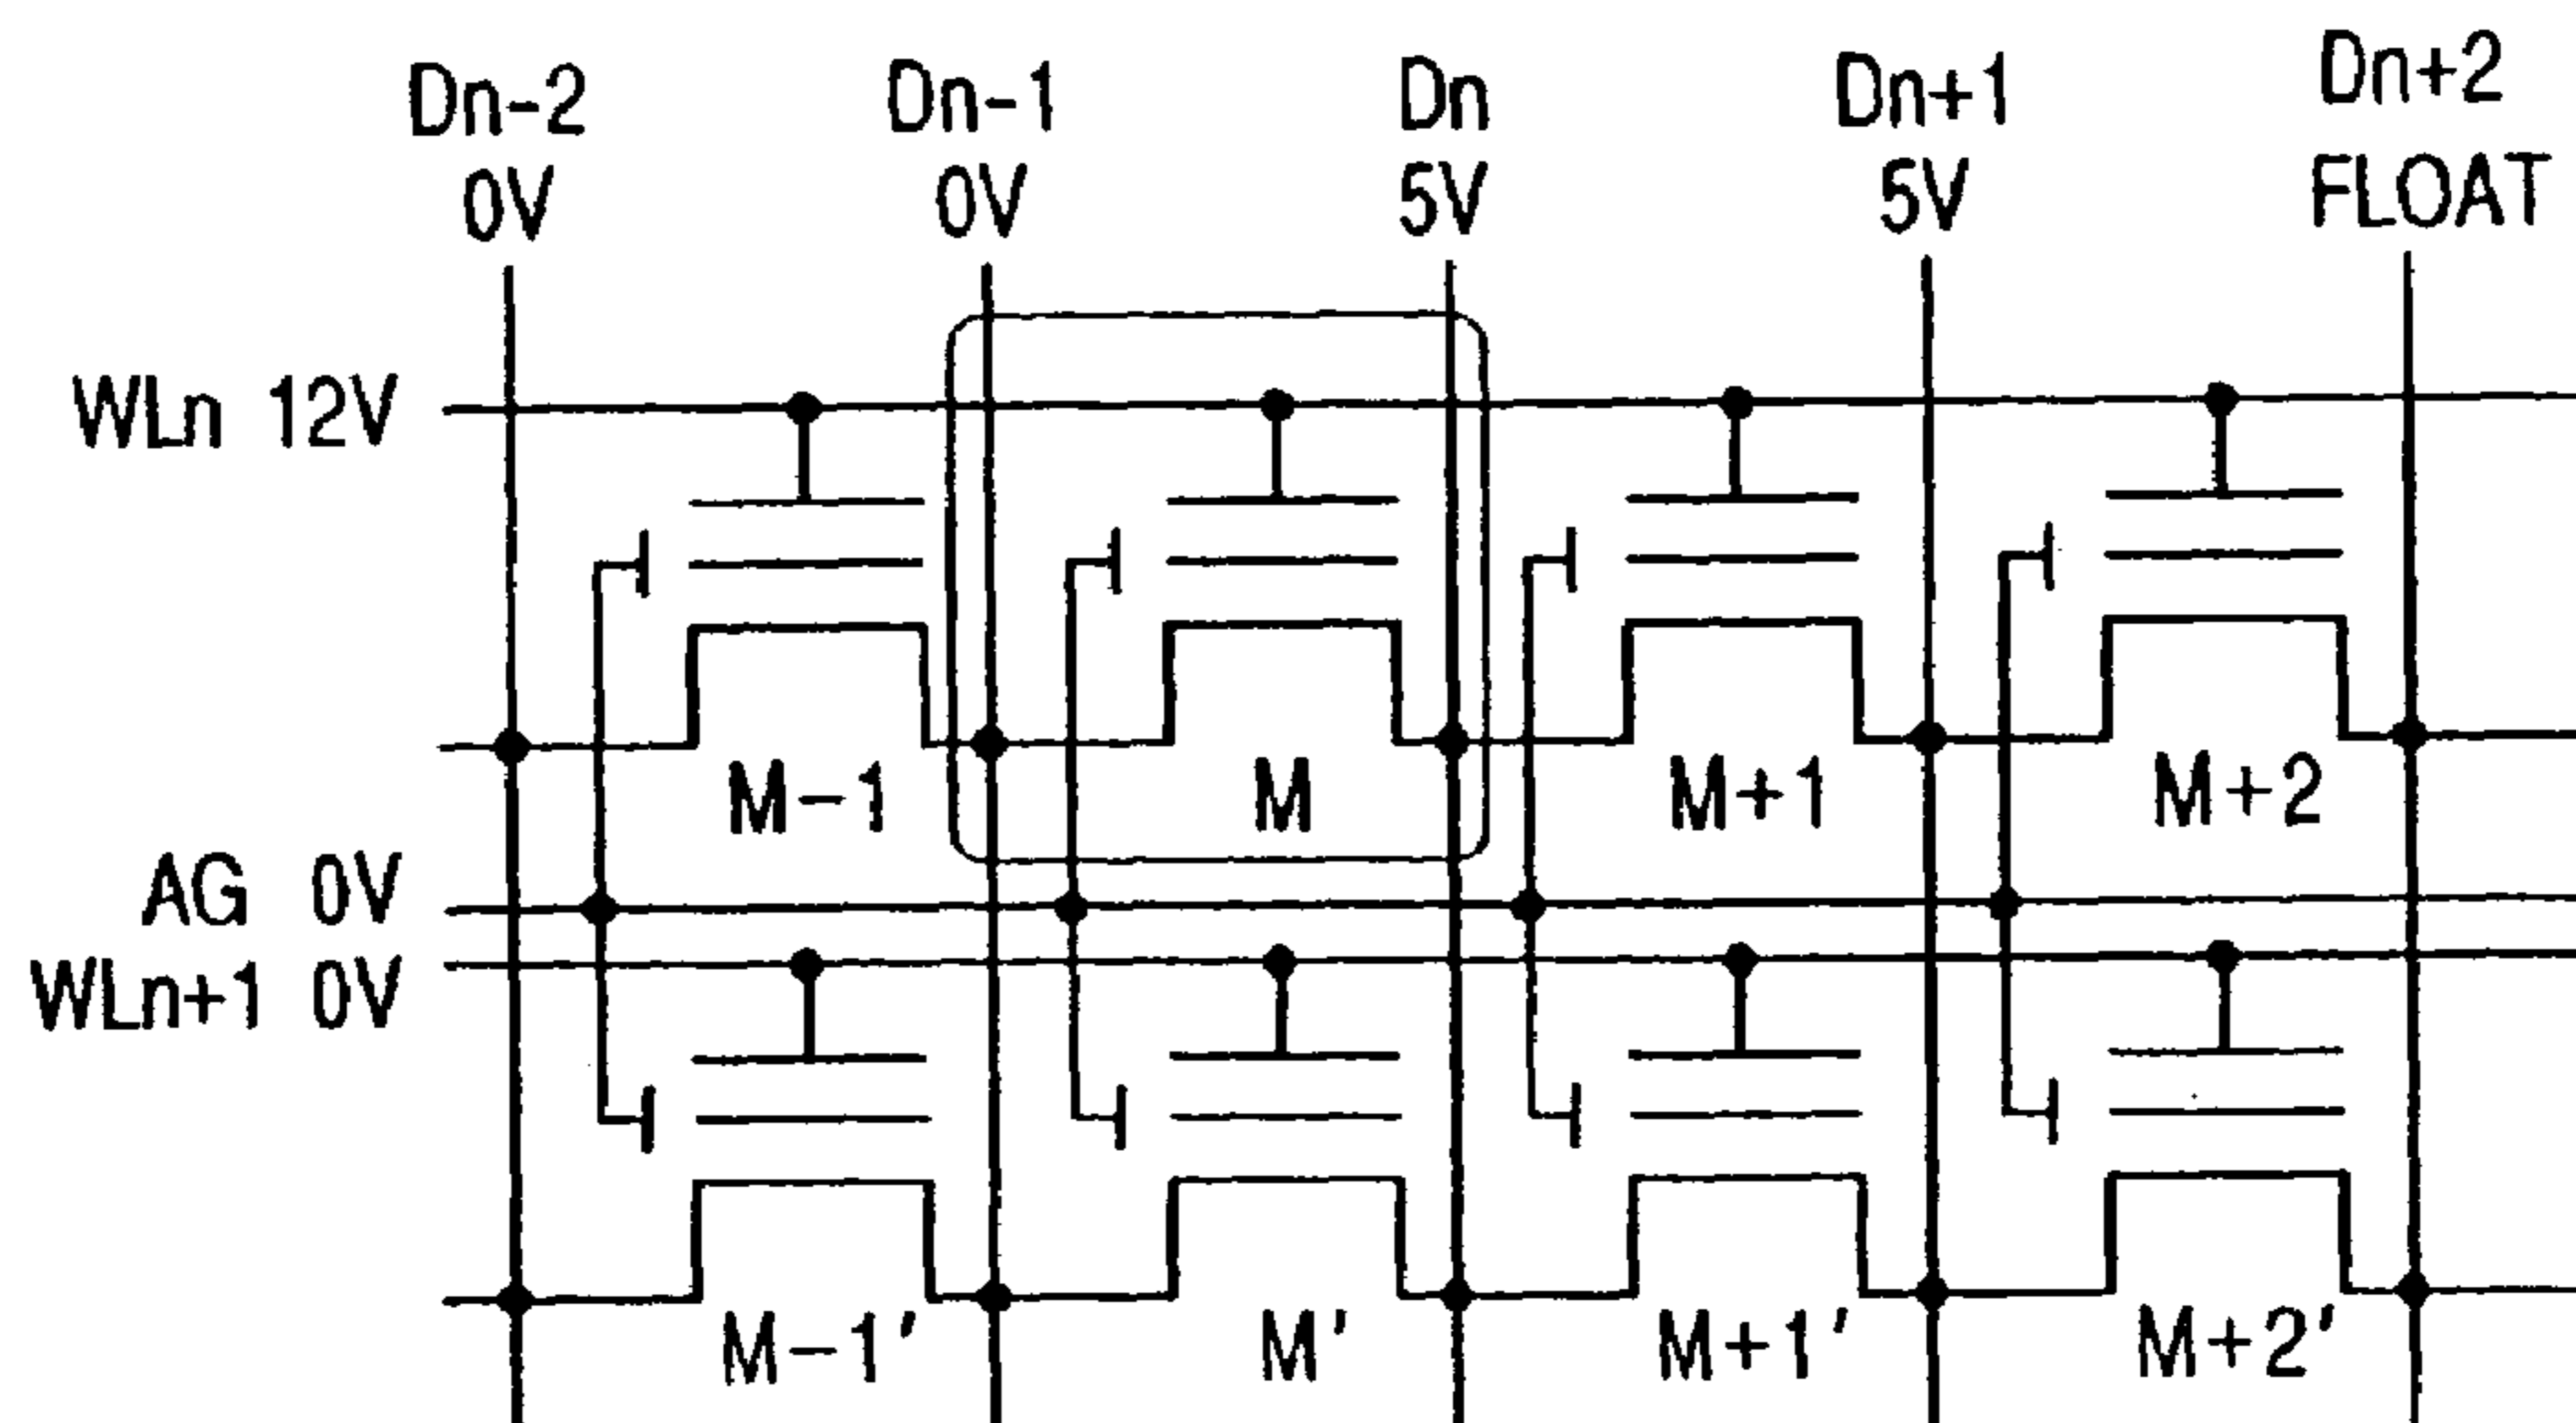 Dn-2 Dn-1 Dn Dn+1 Dn+2
0V 0V 5V 5V FLOAT
WLn 12V
M-1 M M+1 M+2
AG 0V
WLn+1 0V
M-1' M' M+1' M+2'